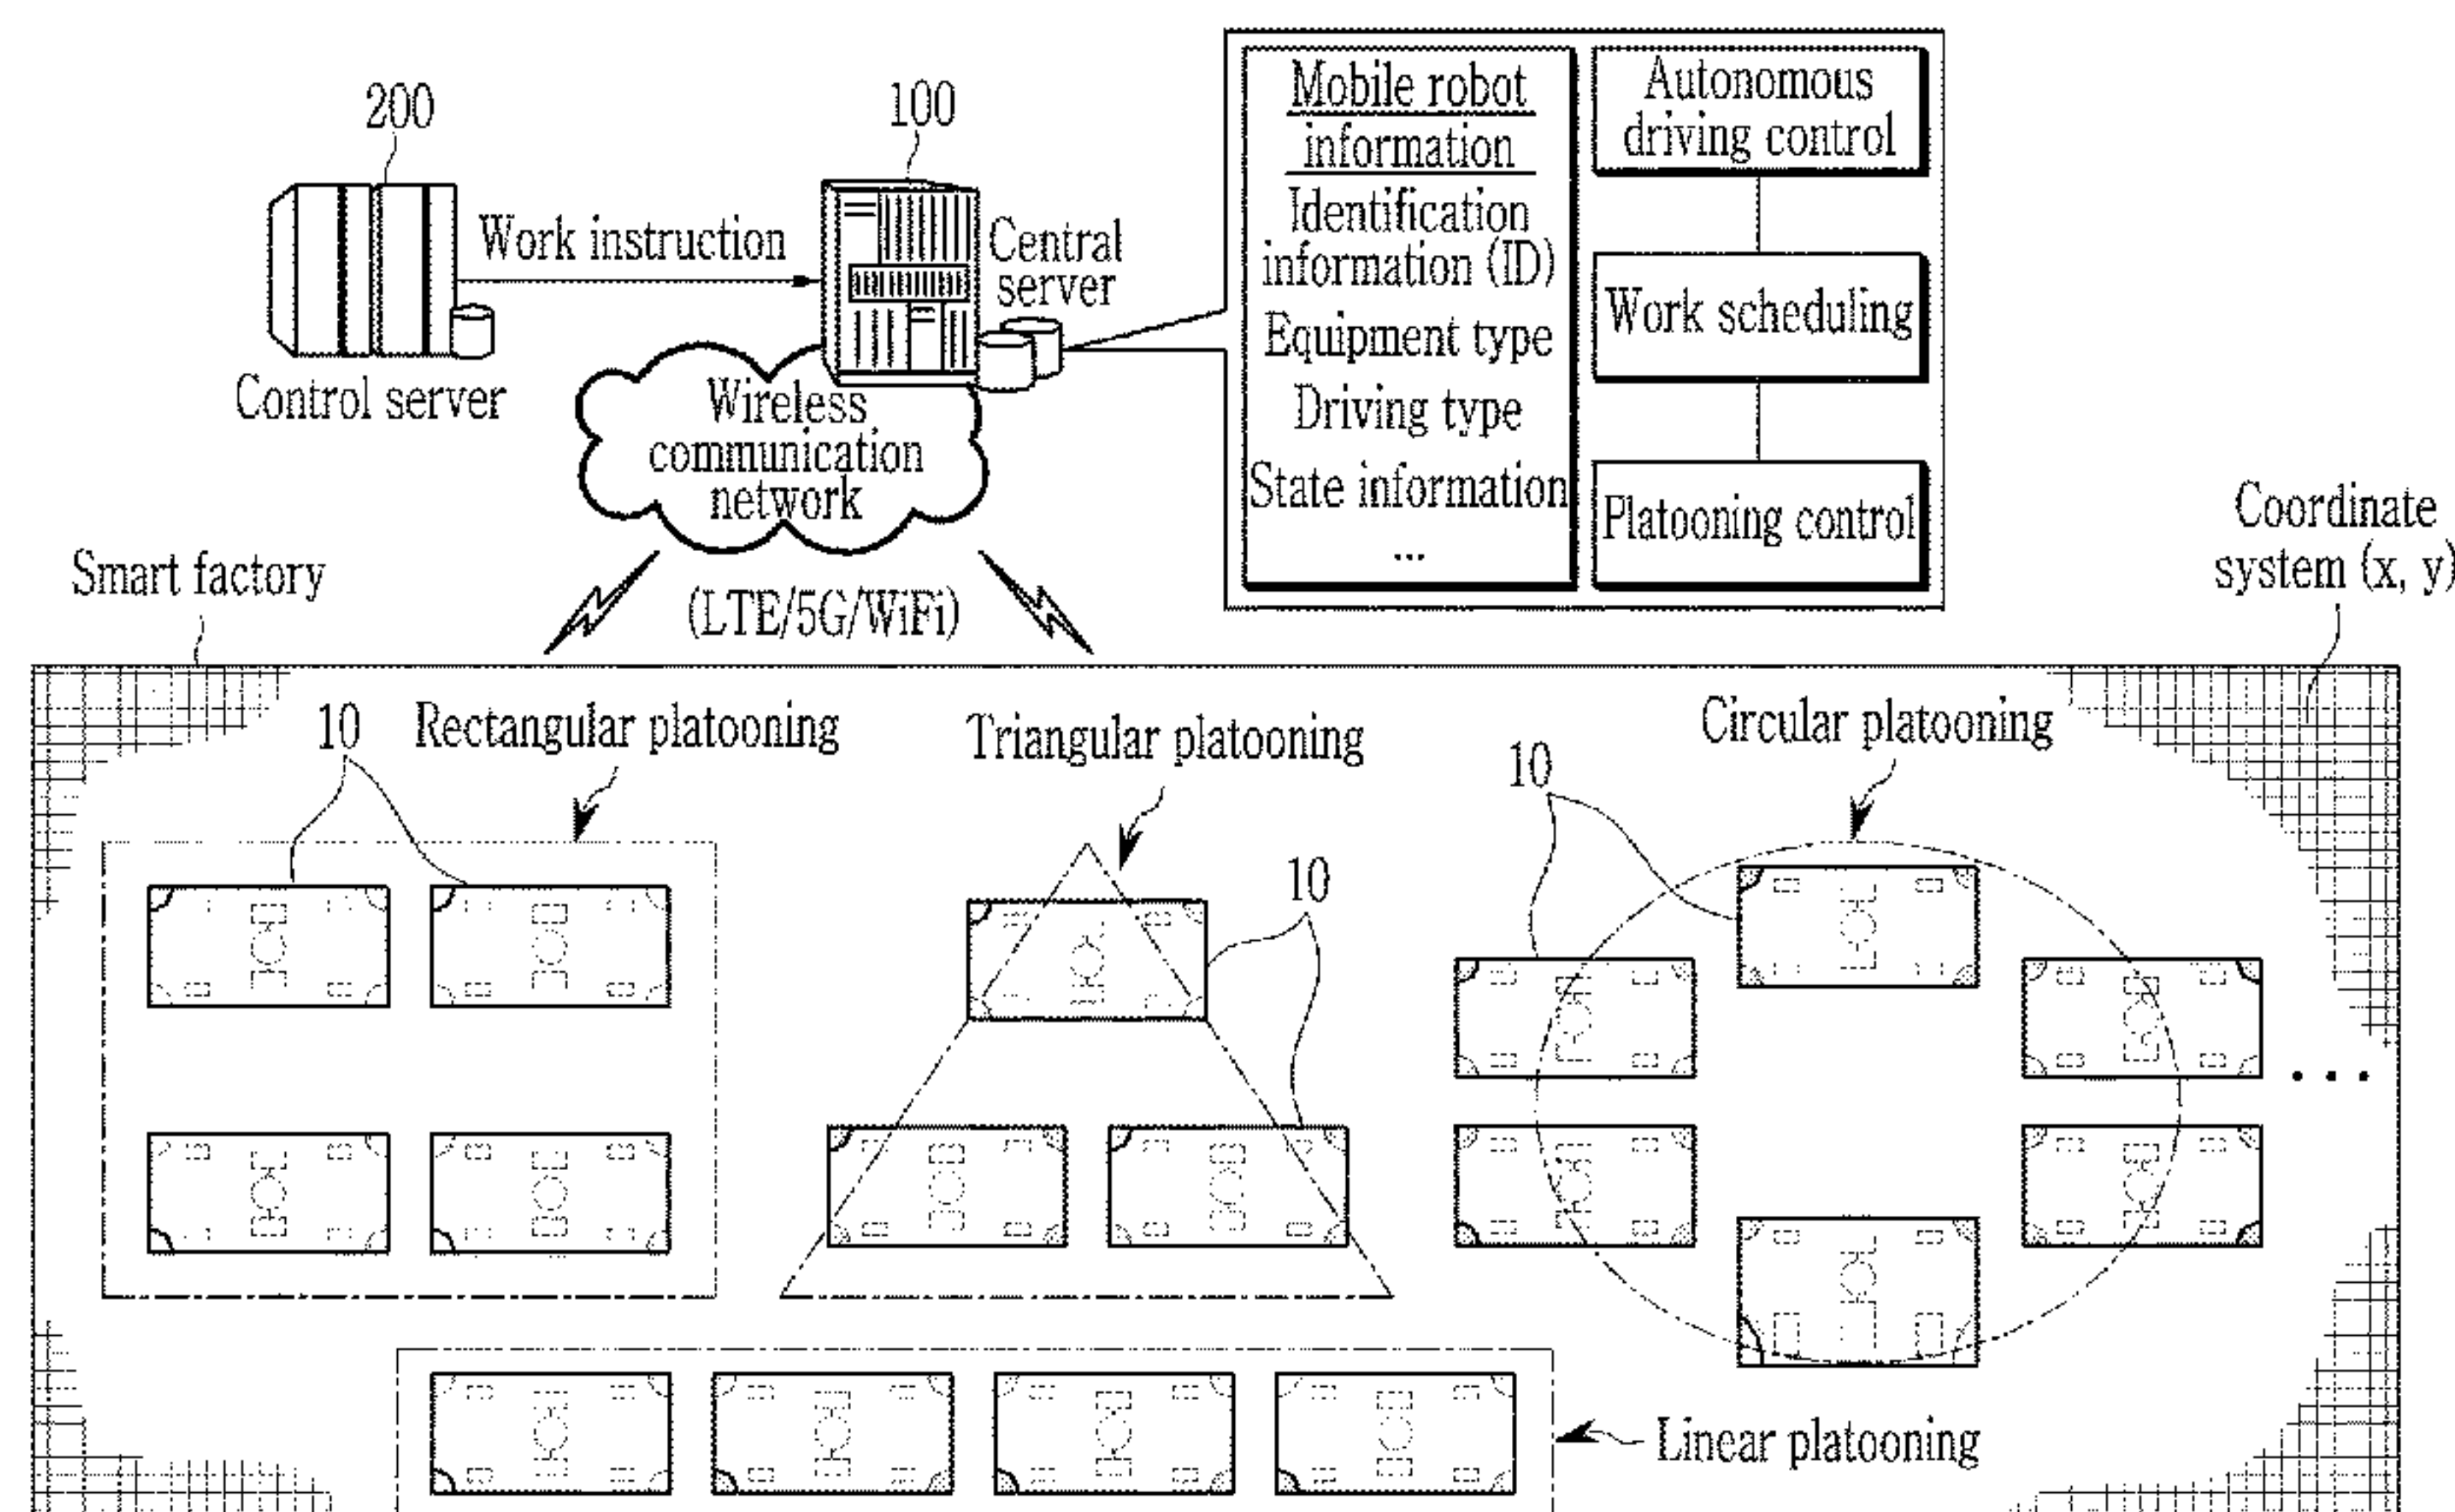 200
100
Work instruction
Control server
Central
server
Wireless
communication
network
(LTE/5G/WiFi)
Mobile robot
information
Identification
information (ID)
Equipment type
Driving type
State information
...
Autonomous
driving control
Work scheduling
Platooning control
Coordinate
system (x, y)
Smart factory
10
Rectangular platooning
Triangular platooning
10
Circular platooning
10
Linear platooning